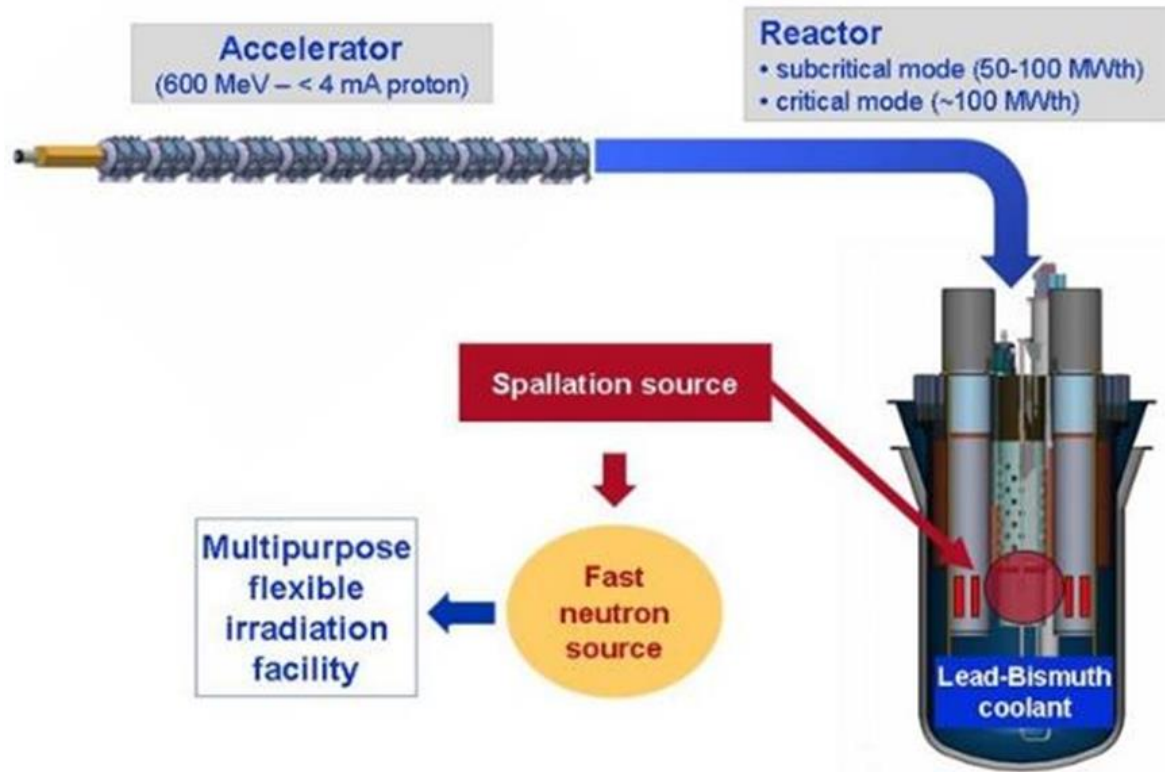 Accelerator
(600 MeV – < 4 mA proton)
Reactor
• subcritical mode (50-100 MWth)
• critical mode (~100 MWth)
Spallation source
Multipurpose
flexible
irradiation
facility
Fast
neutron
source
Lead-Bismuth
coolant